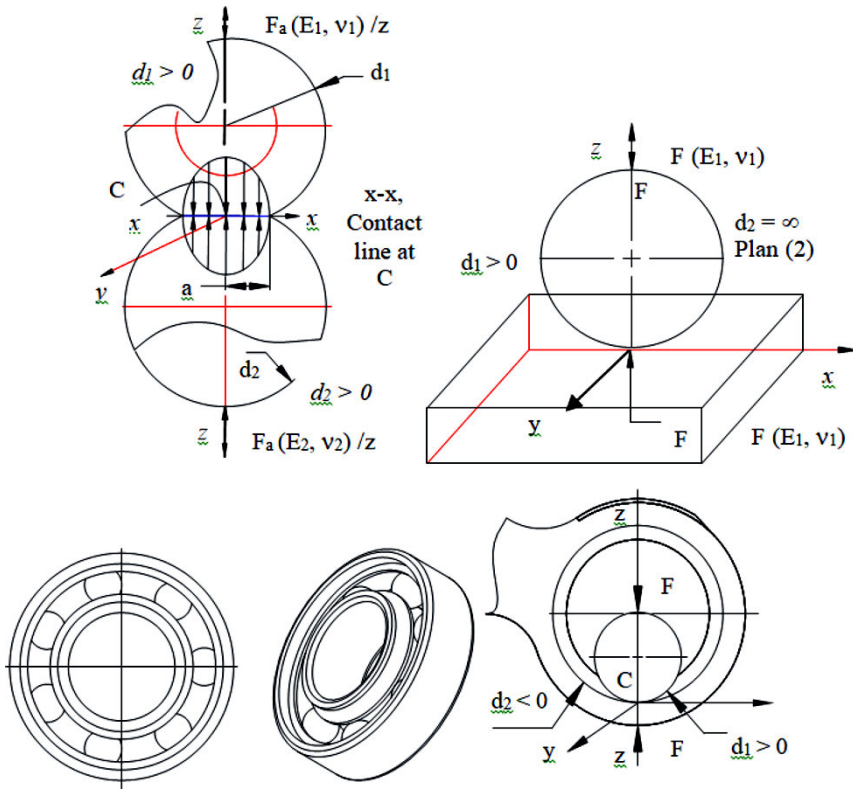 z
Fa (E1, ν1) /z
d1 > 0
d1
C
x
x
y
a
x-x,
Contact
line at
C
d2
d2 > 0
z
Fa (E2, ν2) /z
z
F (E1, ν1)
F
d2 = ∞
Plan (2)
d1 > 0
x
y
F
F (E1, ν1)
z
F
C
d2 < 0
y
z
F
d1 > 0